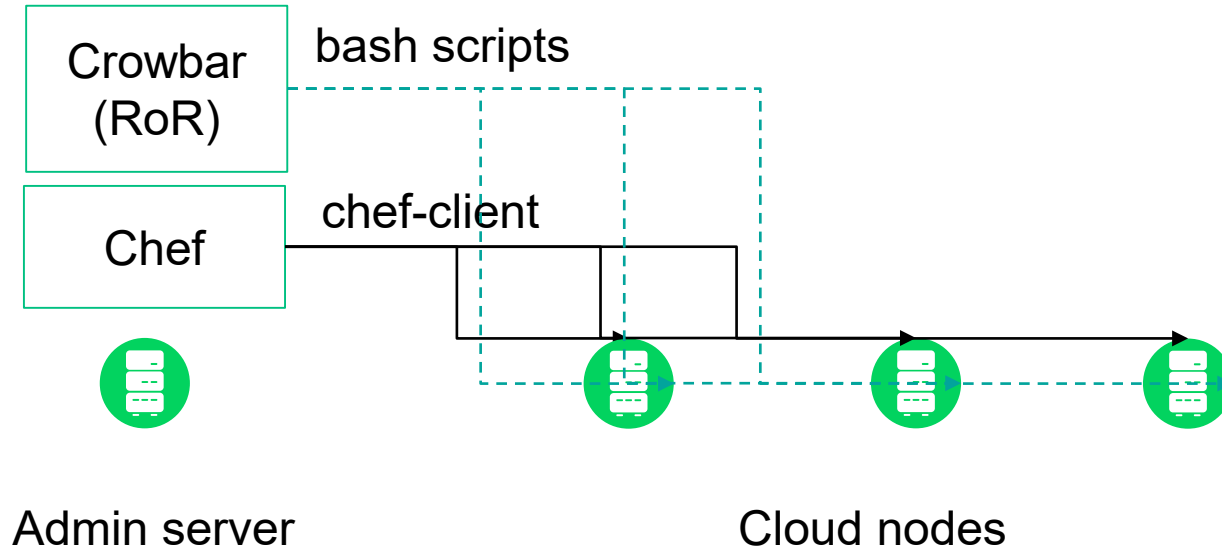 Crowbar
(RoR)
bash scripts
Chef
chef-client
Admin server
Cloud nodes